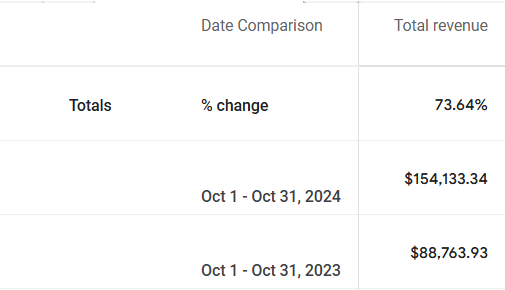 Date Comparison Total revenue
Totals % change 73.64%
$154,133.34
Oct 1 - Oct 31, 2024
$88,763.93
Oct 1 - Oct 31, 2023